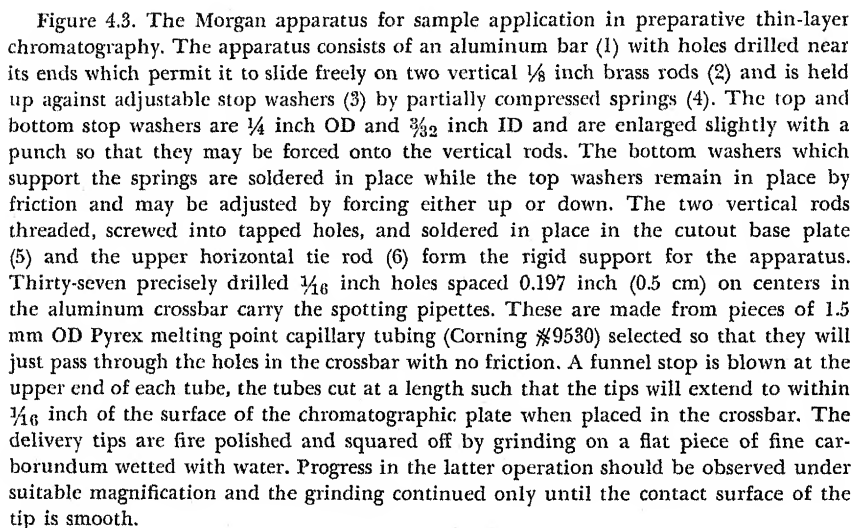 Figure 4.3. The Morgan apparatus for sample application in preparative thin-layer
chromatography. The apparatus consists of an aluminum bar (1) with holes drilled near
its ends which permit it to slide freely on two vertical ⅛ inch brass rods (2) and is held
up against adjustable stop washers (3) by partially compressed springs (4). The top and
bottom stop washers are ¼ inch OD and 3⁄32 inch ID and are enlarged slightly with a
punch so that they may be forced onto the vertical rods. The bottom washers which
support the springs are soldered in place while the top washers remain in place by
friction and may be adjusted by forcing either up or down. The two vertical rods
threaded, screwed into tapped holes, and soldered in place in the cutout base plate
(5) and the upper horizontal tie rod (6) form the rigid support for the apparatus.
Thirty-seven precisely drilled 1⁄16 inch holes spaced 0.197 inch (0.5 cm) on centers in
the aluminum crossbar carry the spotting pipettes. These are made from pieces of 1.5
mm OD Pyrex melting point capillary tubing (Corning #9530) selected so that they will
just pass through the holes in the crossbar with no friction. A funnel stop is blown at the
upper end of each tube, the tubes cut at a length such that the tips will extend to within
1⁄16 inch of the surface of the chromatographic plate when placed in the crossbar. The
delivery tips are fire polished and squared off by grinding on a flat piece of fine car-
borundum wetted with water. Progress in the latter operation should be observed under
suitable magnification and the grinding continued only until the contact surface of the
tip is smooth.